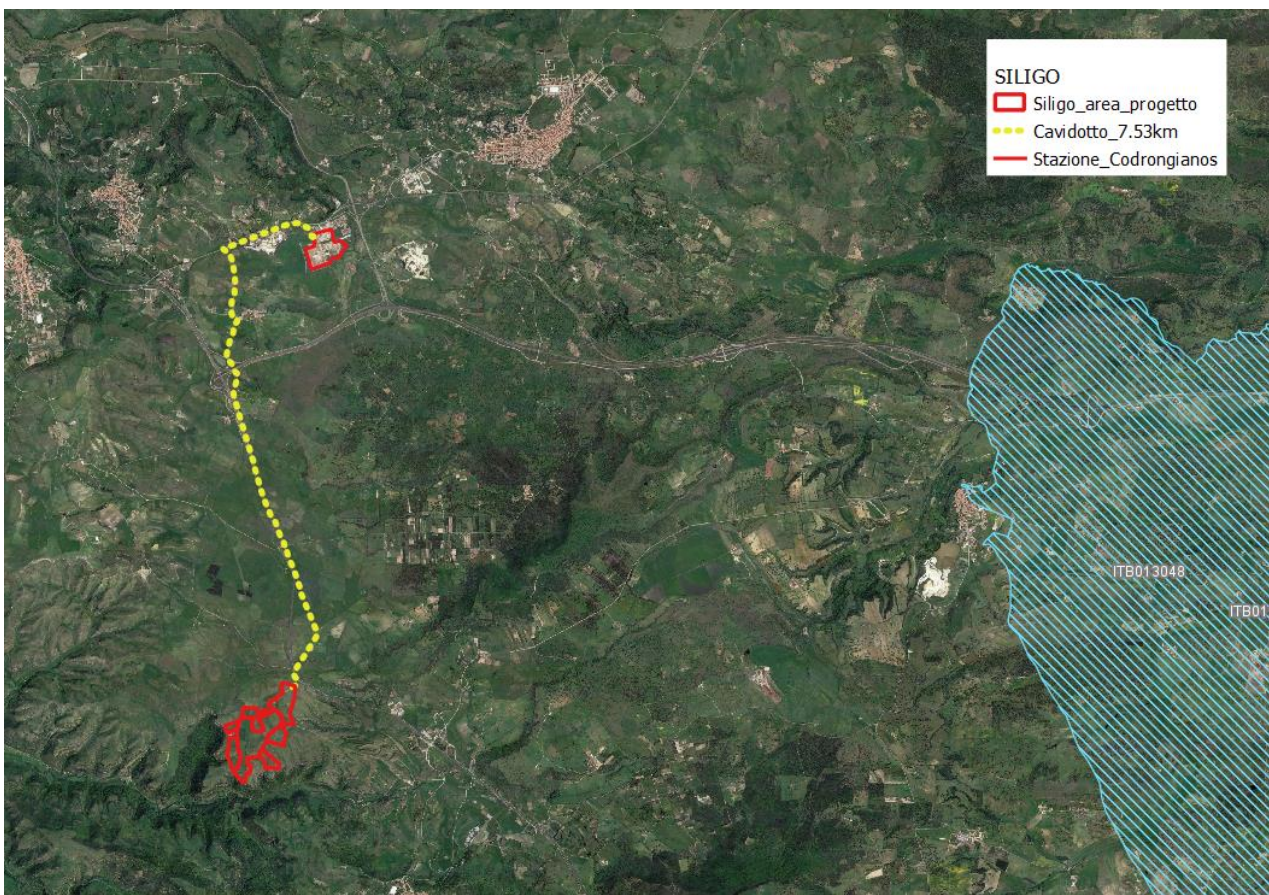 SILIGO
Siligo_area_progetto
Cavidotto_7.53km
Stazione_Codrongianos
ITB013048
ITB01